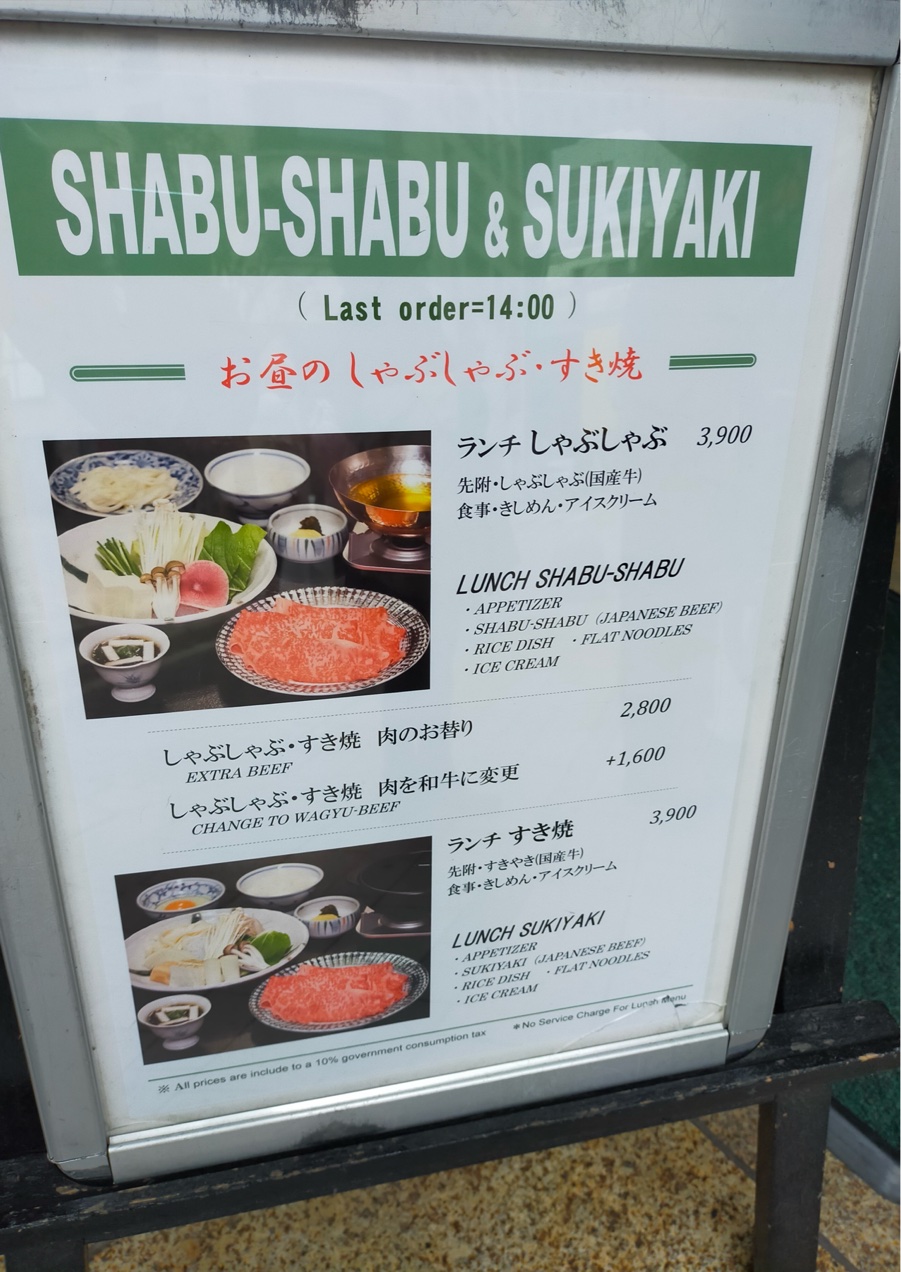 SHABU-SHABU & SUKIYAKI
( Last order=14:00 )
お昼の しゃぶしゃぶ・すき焼
ランチ しゃぶしゃぶ 3,900
先附・しゃぶしゃぶ(国産牛)
食事・きしめん・アイスクリーム
LUNCH SHABU-SHABU
・APPETIZER
・SHABU-SHABU (JAPANESE BEEF)
・RICE DISH ・FLAT NOODLES
・ICE CREAM
しゃぶしゃぶ・すき焼 肉のお替り 2,800
EXTRA BEEF
しゃぶしゃぶ・すき焼 肉を和牛に変更 +1,600
CHANGE TO WAGYU-BEEF
ランチ すき焼 3,900
先附・すきやき(国産牛)
食事・きしめん・アイスクリーム
LUNCH SUKIYAKI
・APPETIZER
・SUKIYAKI (JAPANESE BEEF)
・RICE DISH ・FLAT NOODLES
・ICE CREAM
※ All prices are include to a 10% government consumption tax ＊No Service Charge For Lunch Menu